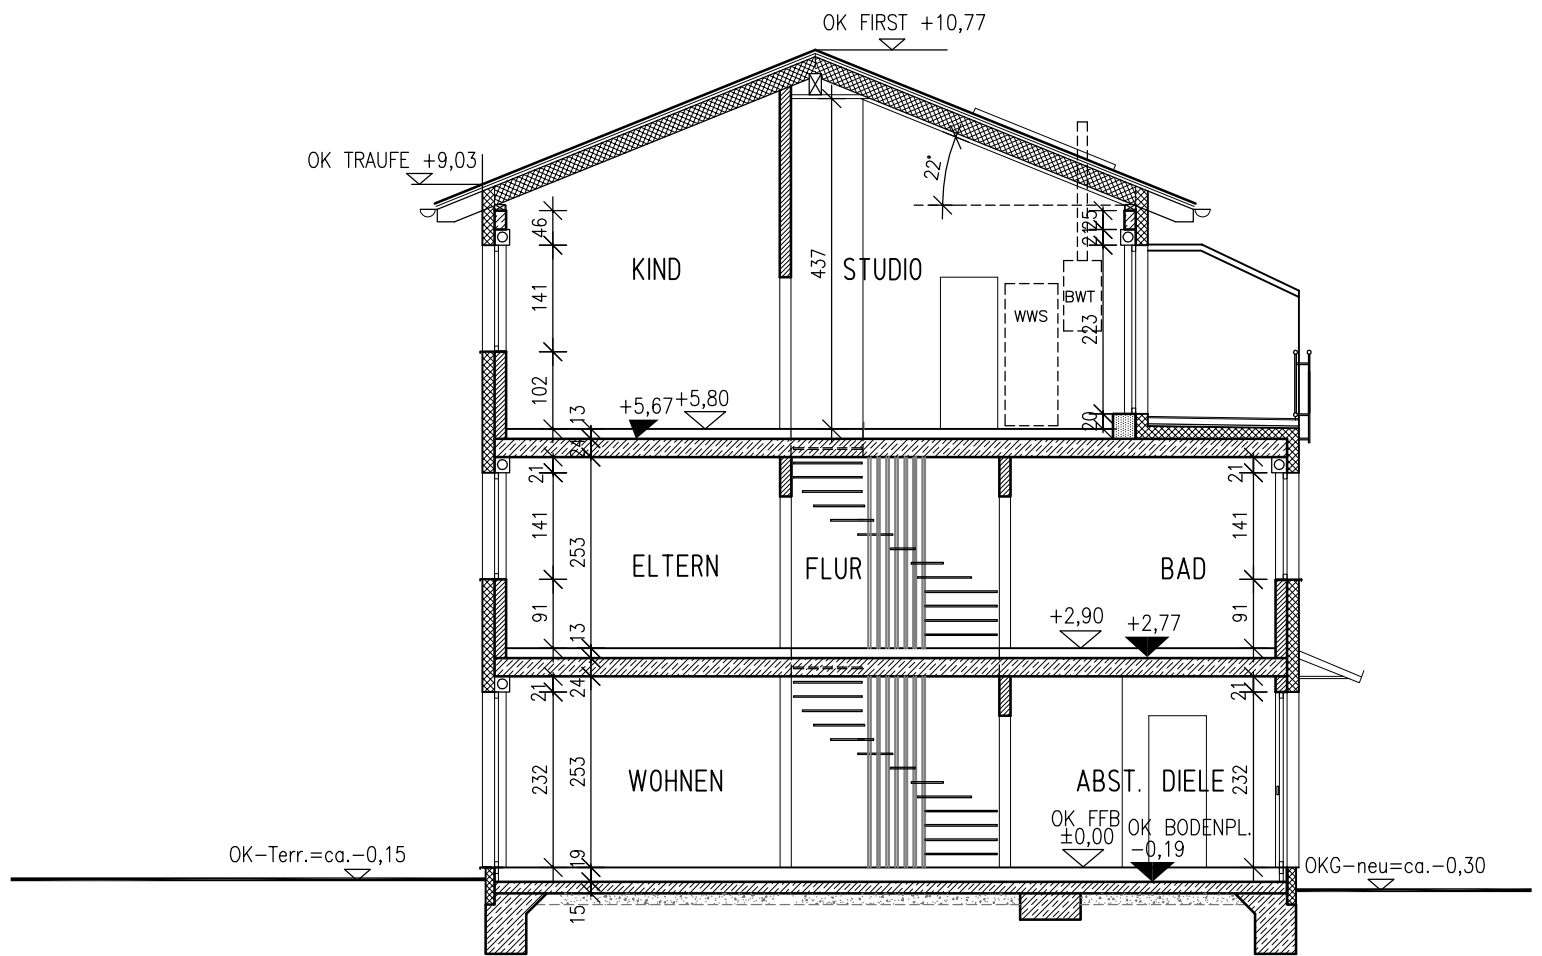 OK FIRST +10,77
OK TRAUFE +9,03
22°
46
25
21
437
KIND
STUDIO
141
BWT
WWS
223
102
+5,67
+5,80
13
20
24
21
21
141
253
141
ELTERN
FLUR
BAD
91
91
13
+2,90
+2,77
21
24
21
232
253
WOHNEN
ABST.
DIELE
232
OK FFB
±0,00
OK BODENPL.
-0,19
OK-Terr.=ca.-0,15
19
OKG-neu=ca.-0,30
15